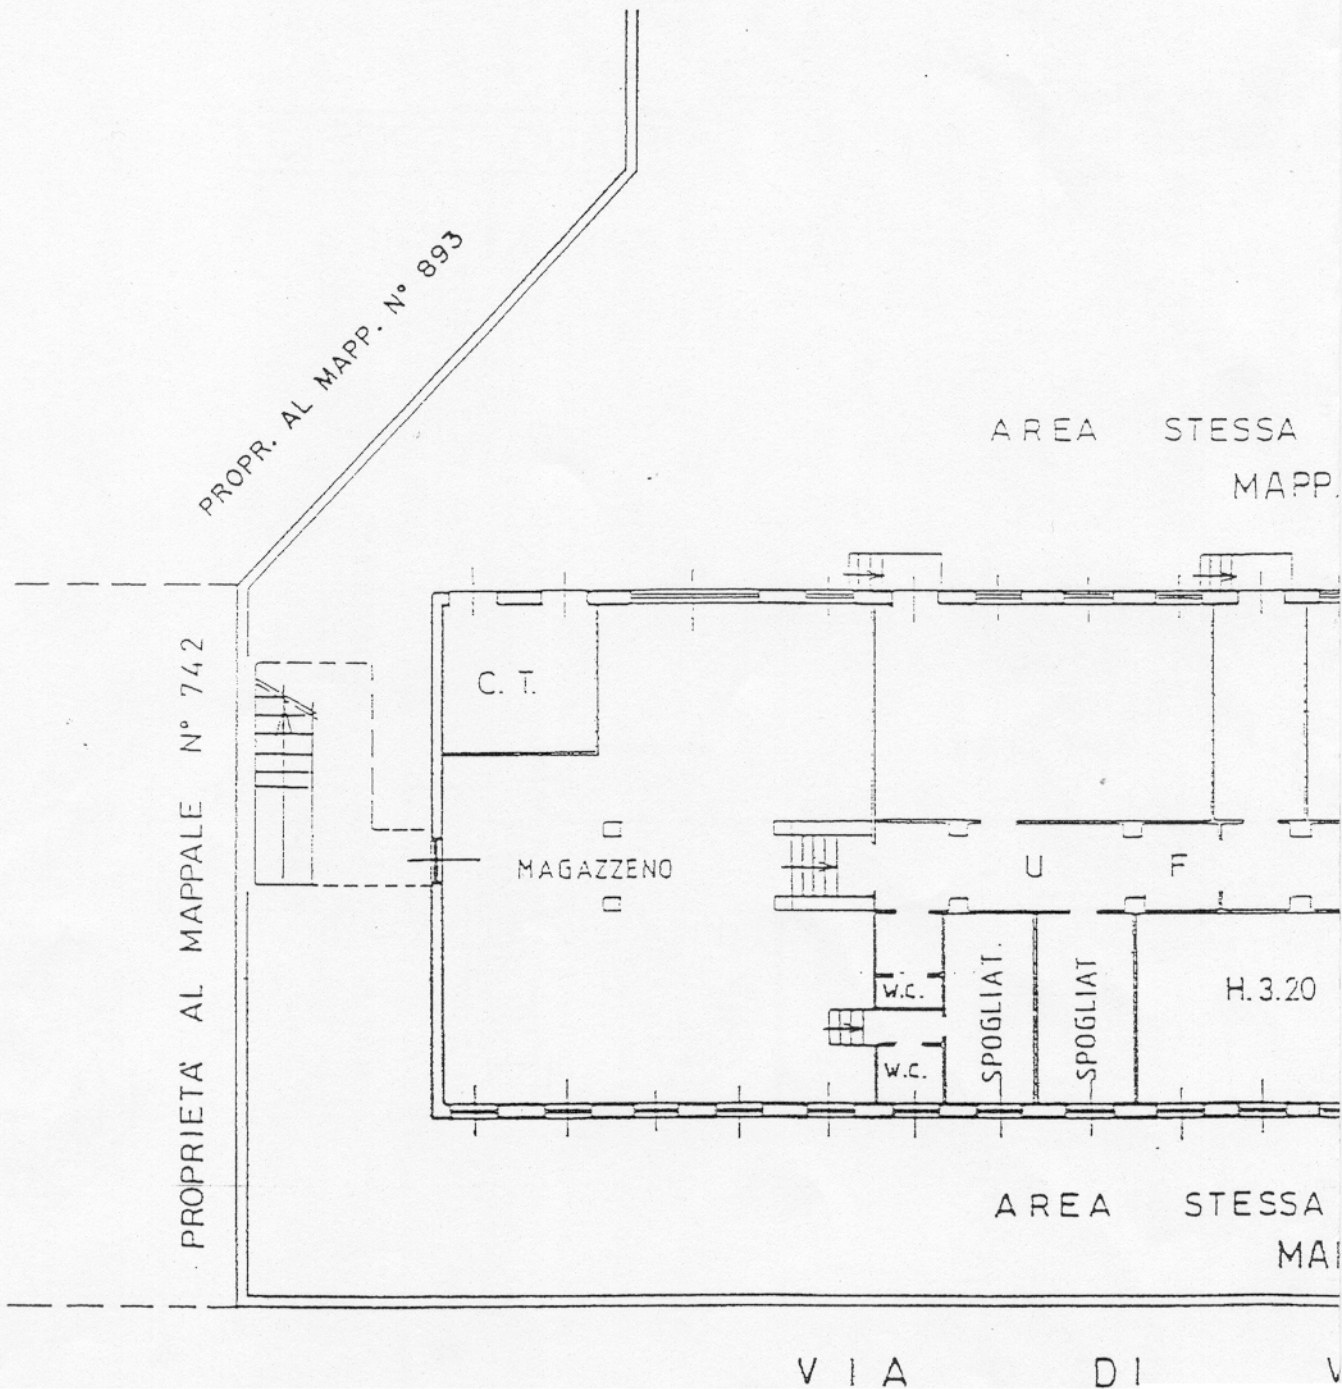 PROPR. AL MAPP. N° 893
AREA STESSA
MAPP.
PROPRIETA' AL MAPPALE N° 742
C. T.
MAGAZZENO
U F
W.C.
W.C.
SPOGLIAT.
SPOGLIAT
H.3.20
AREA STESSA
VIA DI